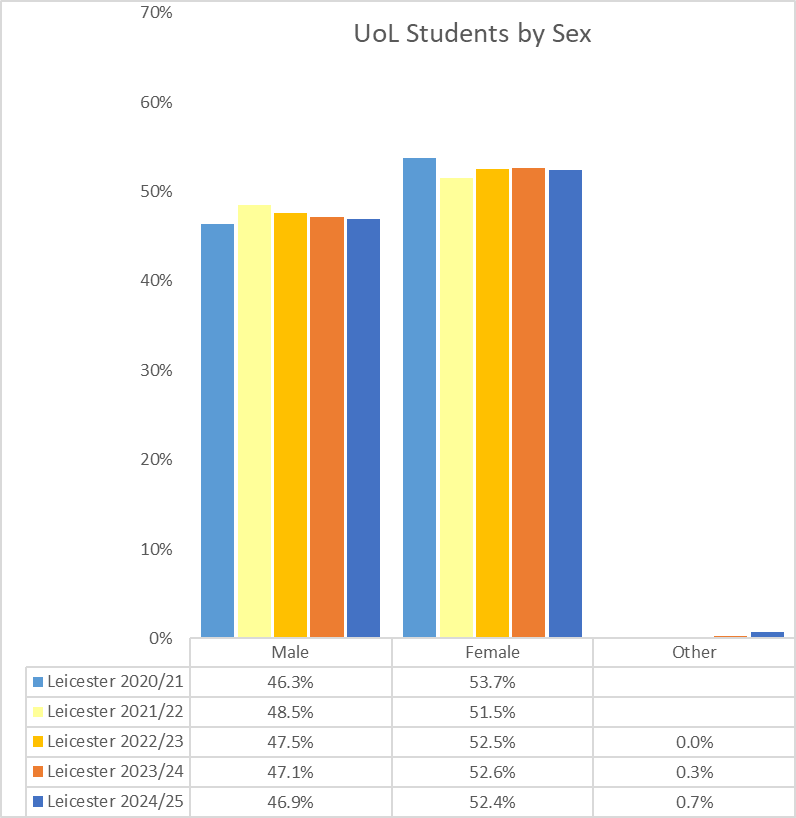 70%
UoL Students by Sex
60%
50%
40%
30%
20%
10%
0%
Male Female Other
Leicester 2020/21 46.3% 53.7%
Leicester 2021/22 48.5% 51.5%
Leicester 2022/23 47.5% 52.5% 0.0%
Leicester 2023/24 47.1% 52.6% 0.3%
Leicester 2024/25 46.9% 52.4% 0.7%